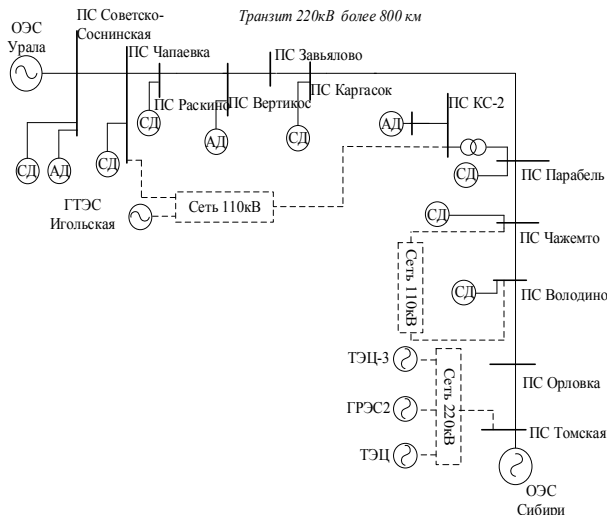 ПС Советско-
Соснинская
Транзит 220кВ более 800 км
ОЭС
Урала
ПС Чапаевка
ПС Завьялово
ПС Раскино
ПС Вертикос
ПС Каргасок
ПС КС-2
СД
АД
СД
СД
АД
СД
АД
СД
ПС Парабель
ГТЭС
Игольская
Сеть 110кВ
СД
ПС Чажемто
Сеть 110кВ
СД
ПС Володино
ТЭЦ-3
ГРЭС2
ТЭЦ
Сеть 220кВ
ПС Орловка
ПС Томская
ОЭС
Сибири